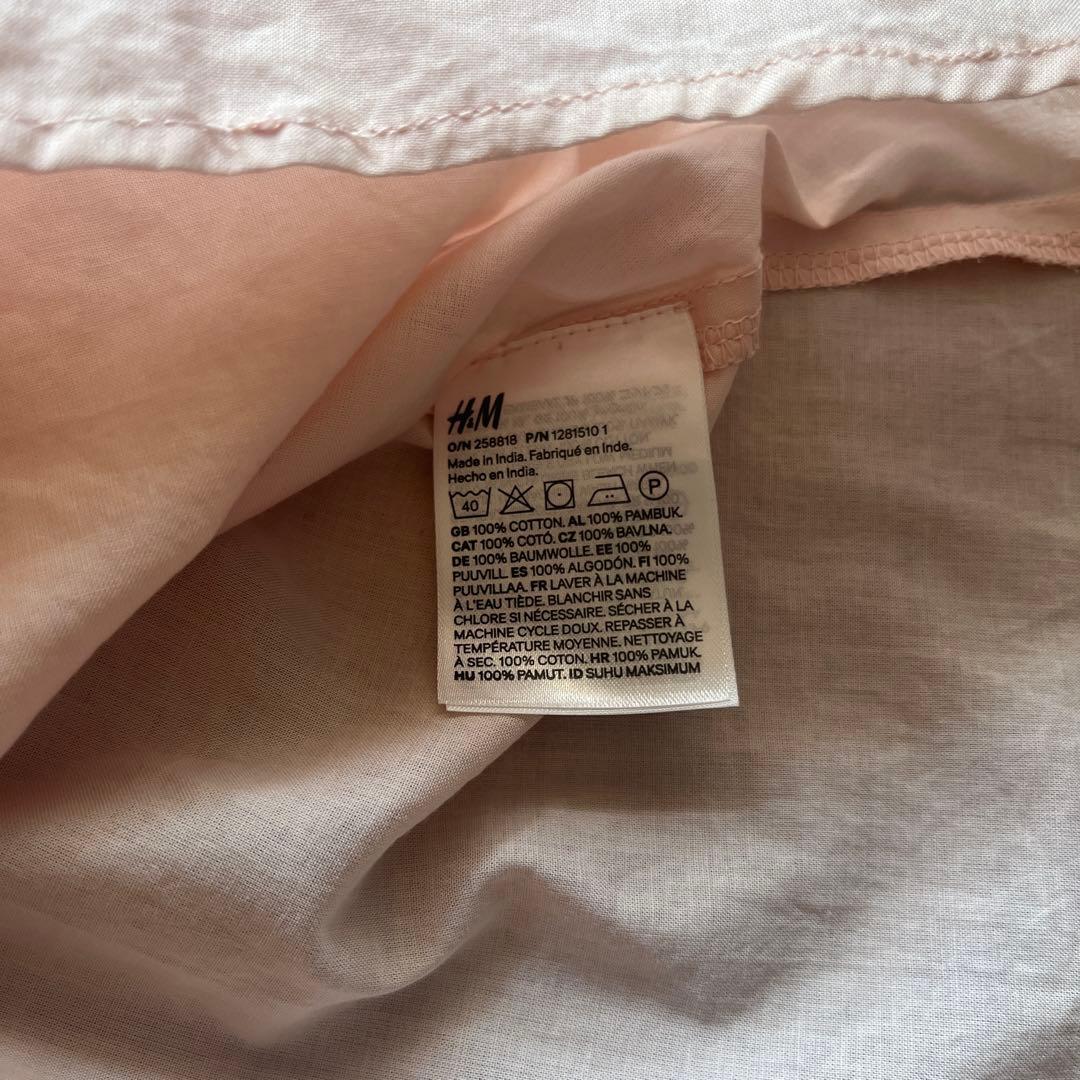 H&M
O/N 258818 P/N 1281510 1
Made in India. Fabriqué en Inde.
Hecho en India.
40 P
GB 100% COTTON. AL 100% PAMBUK.
CAT 100% COTÓ. CZ 100% BAVLNA.
DE 100% BAUMWOLLE. EE 100%
PUUVILL. ES 100% ALGODÓN. FI 100%
PUUVILLAA. FR LAVER À LA MACHINE
À L'EAU TIÈDE. BLANCHIR SANS
CHLORE SI NÉCESSAIRE. SÉCHER À LA
MACHINE CYCLE DOUX. REPASSER À
TEMPÉRATURE MOYENNE. NETTOYAGE
À SEC. 100% COTON. HR 100% PAMUK.
HU 100% PAMUT. ID SUHU MAKSIMUM